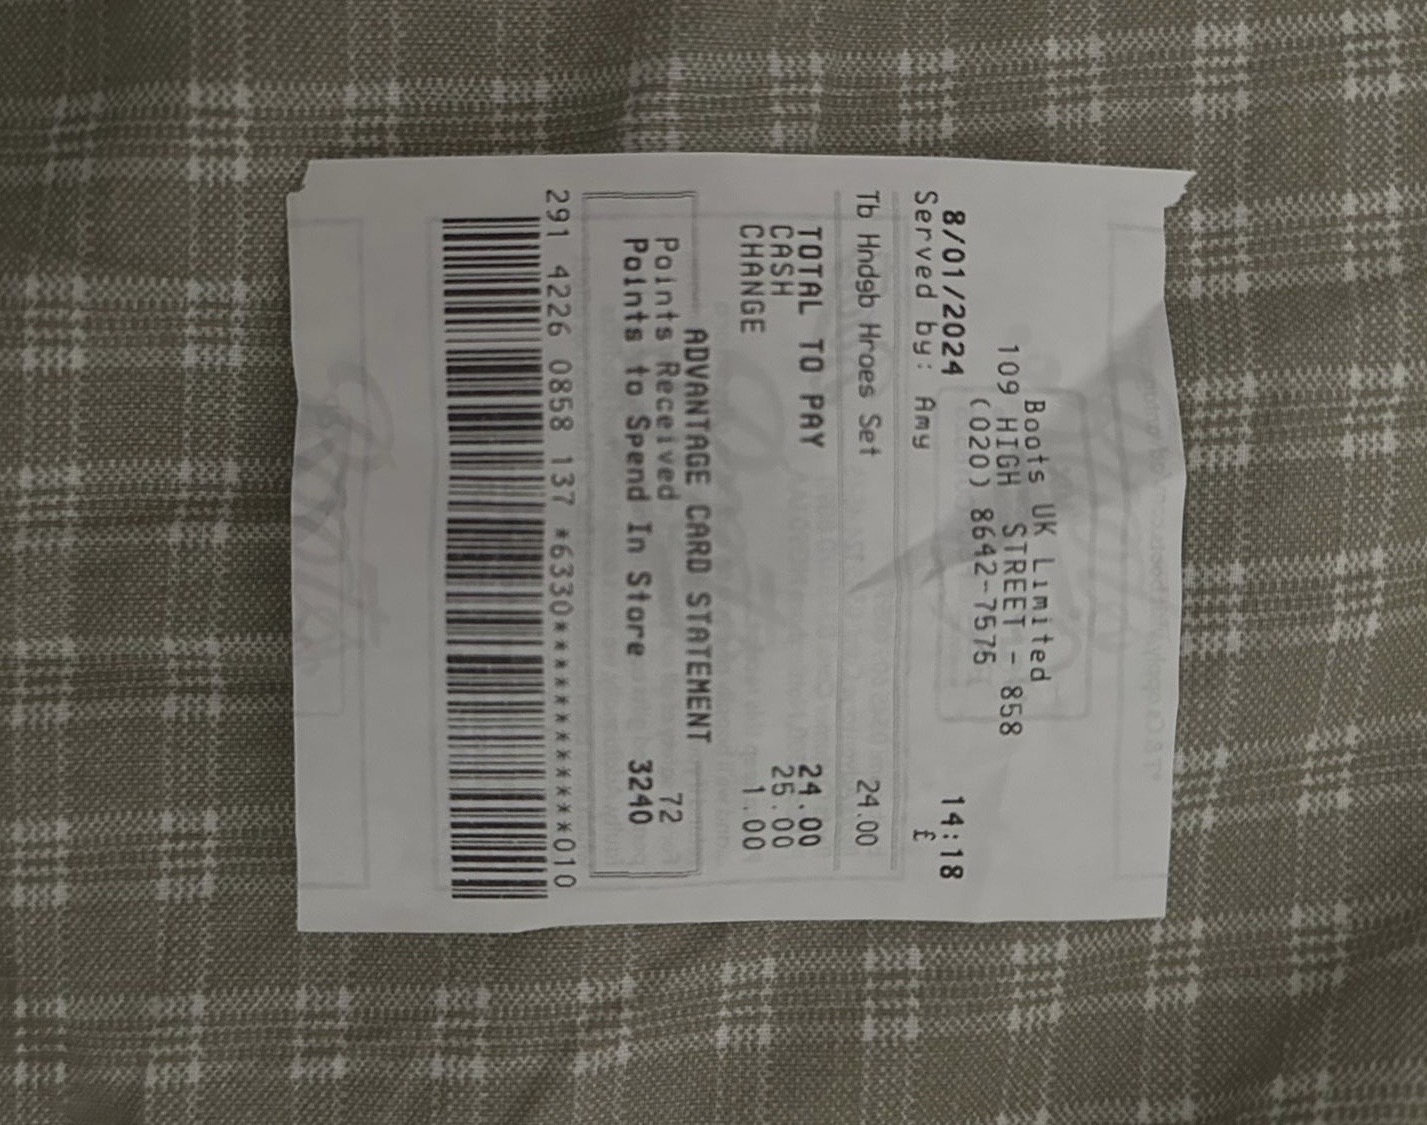 Boots UK Limited
109 HIGH STREET - 858
(020) 8642-7575
8/01/2024 14:18
Served by: Amy £
Tb Hndgb Hroes Set 24.00
TOTAL TO PAY 24.00
CASH 25.00
CHANGE 1.00
ADVANTAGE CARD STATEMENT
Points Received 72
Points to Spend In Store 3240
291 4226 0858 137 *6330************010